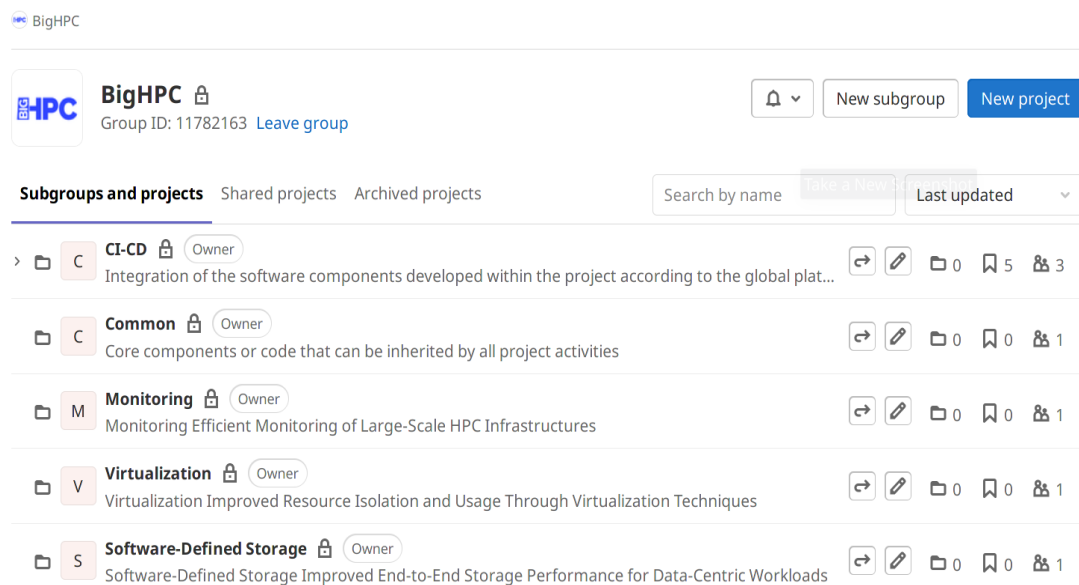 BigHPC
BigHPC
New subgroup
New project
BIG HPC
Group ID: 11782163 Leave group
Subgroups and projects Shared projects Archived projects
Search by name
Take a New Screenshot
Last updated
C CI-CD Owner
Integration of the software components developed within the project according to the global plat...
0 5 3
C Common Owner
Core components or code that can be inherited by all project activities
0 0 1
M Monitoring Owner
Monitoring Efficient Monitoring of Large-Scale HPC Infrastructures
0 0 1
V Virtualization Owner
Virtualization Improved Resource Isolation and Usage Through Virtualization Techniques
0 0 1
S Software-Defined Storage Owner
Software-Defined Storage Improved End-to-End Storage Performance for Data-Centric Workloads
0 0 1